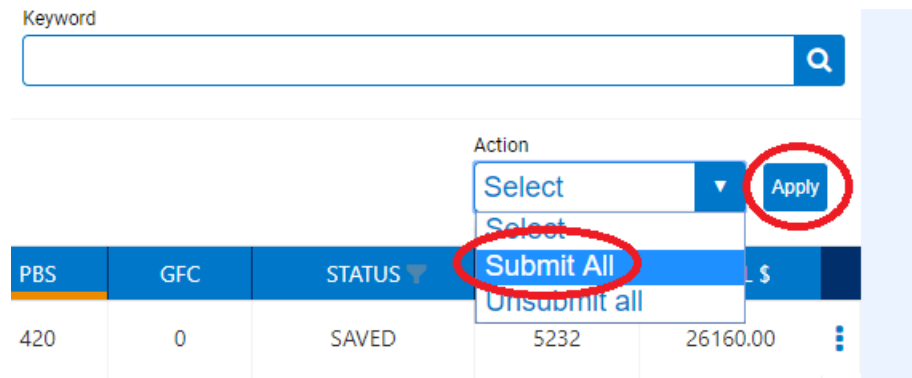 Keyword
Action
Select
Apply
Select
Submit All
Unsubmit all
PBS GFC STATUS $
420 0 SAVED 5232 26160.00